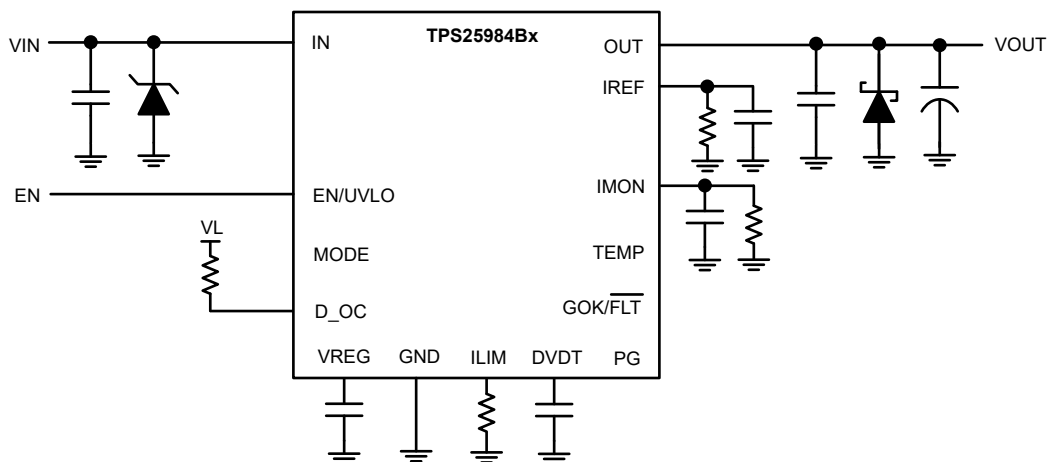 TPS25984Bx
VIN
IN
OUT
VOUT
IREF
EN
EN/UVLO
IMON
VL
MODE
TEMP
D_OC
GOK/FLT
VREG
GND
ILIM
DVDT
PG